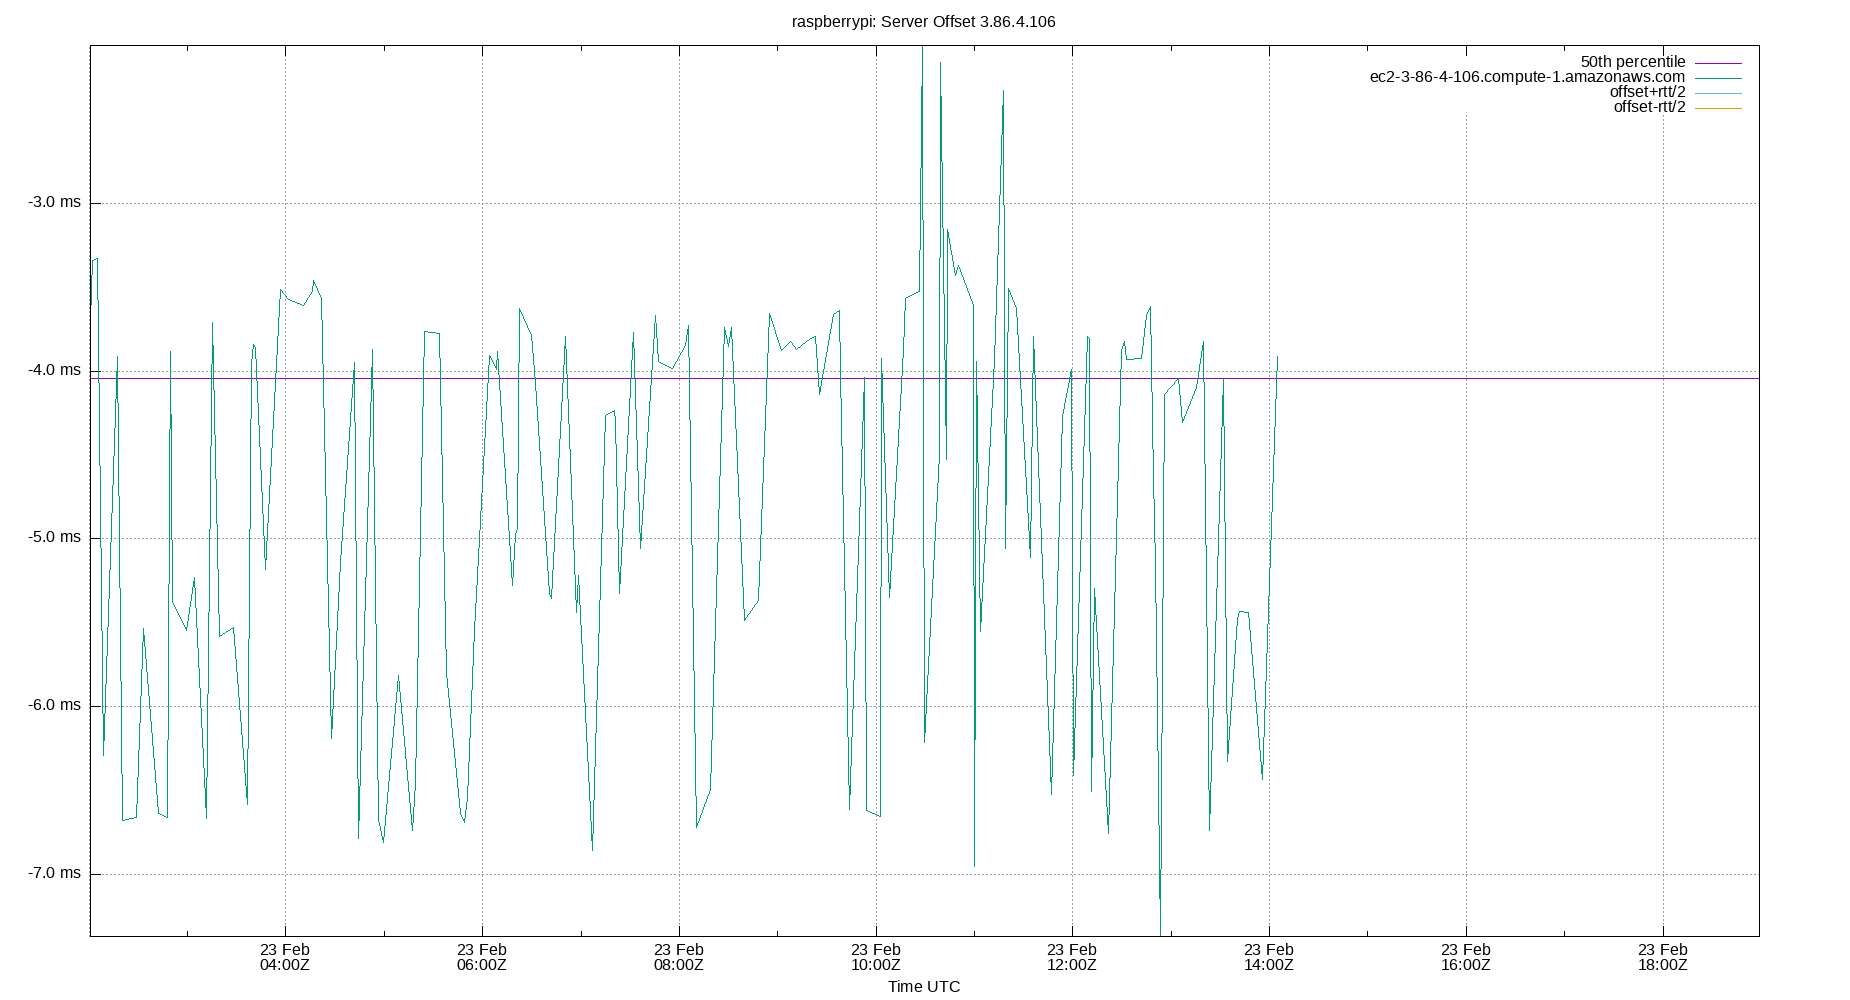 raspberrypi: Server Offset 3.86.4.106
50th percentile
ec2-3-86-4-106.compute-1.amazonaws.com
offset+rtt/2
offset-rtt/2
-3.0 ms
-4.0 ms
-5.0 ms
-6.0 ms
-7.0 ms
23 Feb 23 Feb 23 Feb 23 Feb 23 Feb 23 Feb 23 Feb 23 Feb
04:00Z 06:00Z 08:00Z 10:00Z 12:00Z 14:00Z 16:00Z 18:00Z
Time UTC